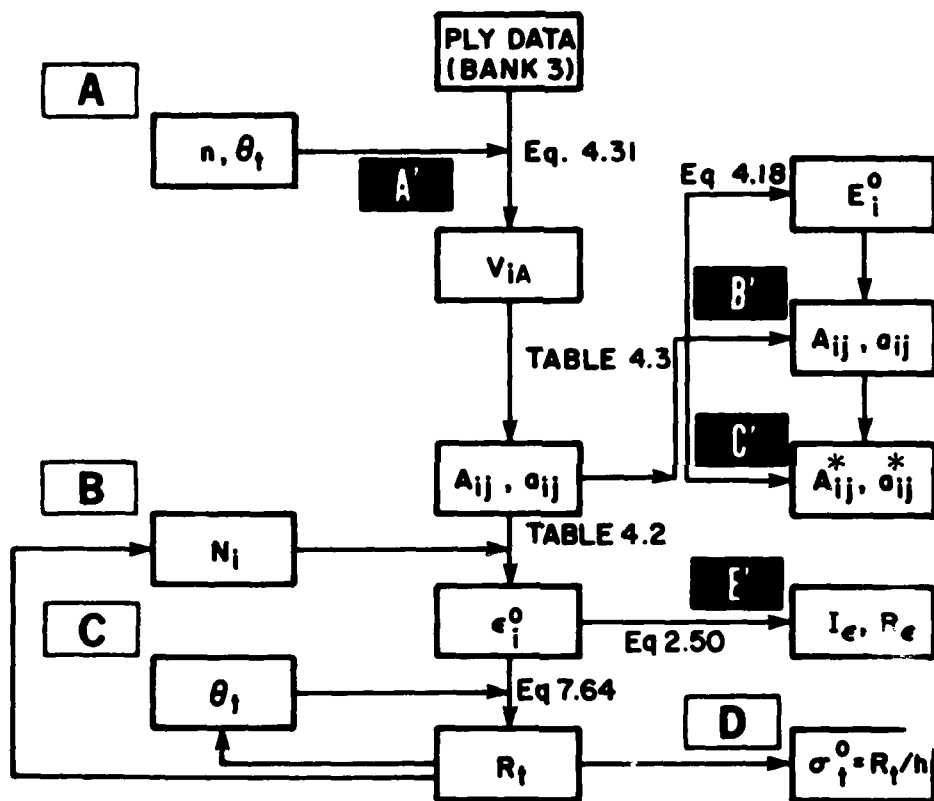 PLY DATA
(BANK 3)
A
n, θt
Eq. 4.31
A'
Eq 4.18
E°i
ViA
B'
Aij, aij
TABLE 4.3
C'
A*ij, a*ij
Aij, aij
B
TABLE 4.2
Ni
E'
ϵ°i
Iϵ, Rϵ
Eq 2.50
C
θt
Eq 7.64
D
Rt
σ°t = Rt/h